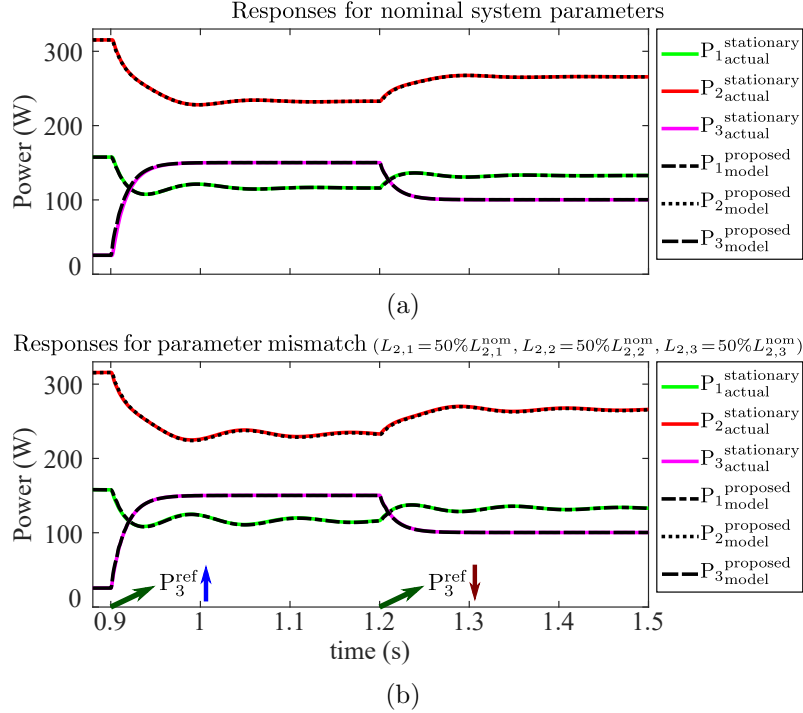 Responses for nominal system parameters
300
200
100
0
Power (W)
P₁ actual^stationary
P₂ actual^stationary
P₃ actual^stationary
P₁ model^proposed
P₂ model^proposed
P₃ model^proposed
(a)
Responses for parameter mismatch (L₂,₁=50%L₂,₁^nom, L₂,₂=50%L₂,₂^nom, L₂,₃=50%L₂,₃^nom)
300
200
100
0
Power (W)
P₃^ref
P₃^ref
0.9 1 1.1 1.2 1.3 1.4 1.5
time (s)
P₁ actual^stationary
P₂ actual^stationary
P₃ actual^stationary
P₁ model^proposed
P₂ model^proposed
P₃ model^proposed
(b)